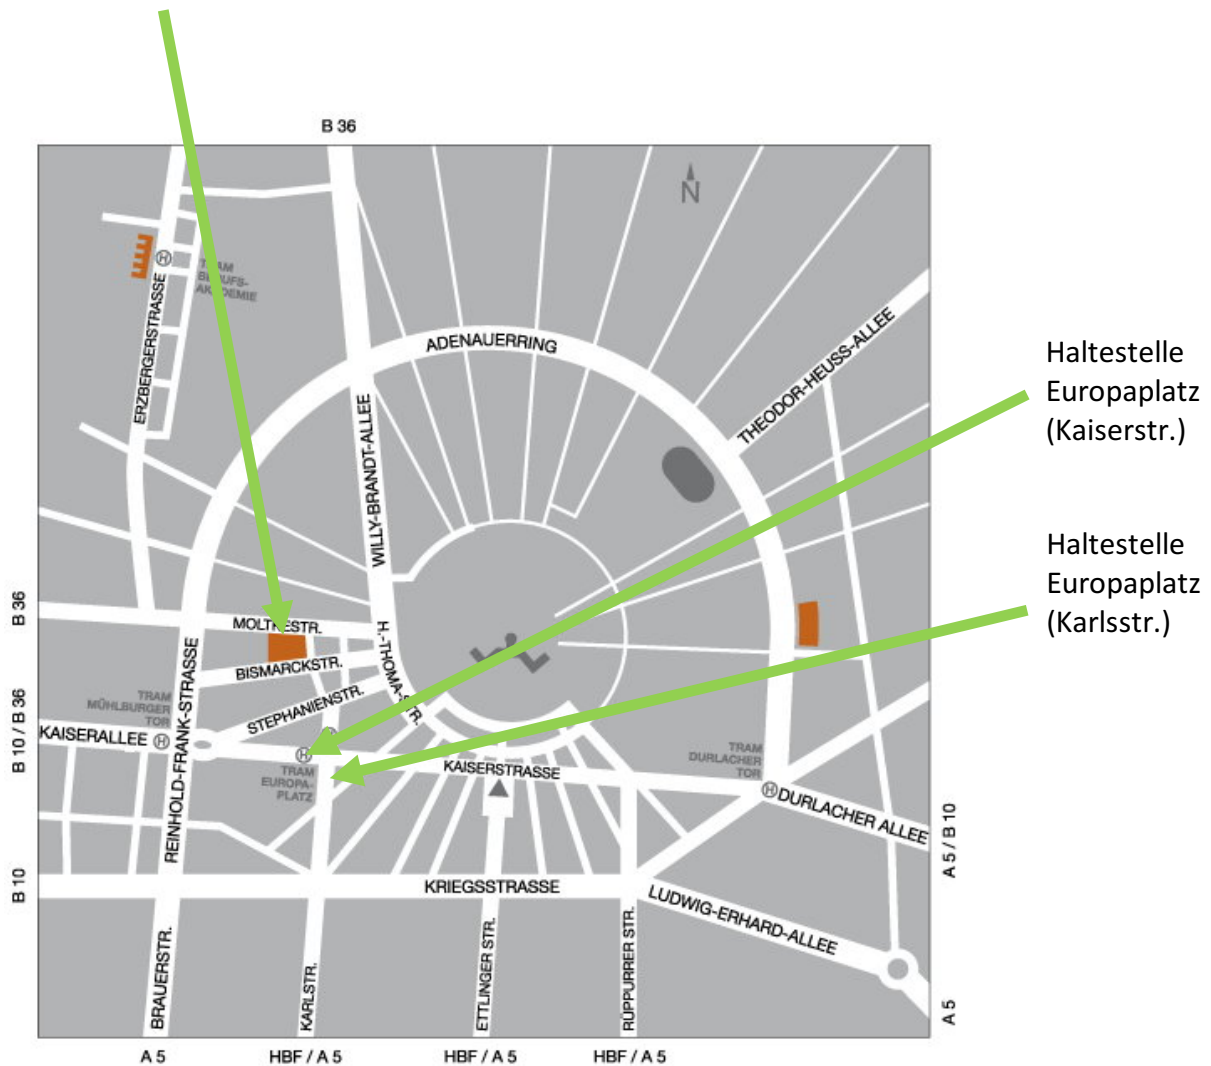 B 36
N
TRAM
BERUFS-
AKADEMIE
ERZBERGERSTRASSE
H
ADENAUERRING
THEODOR-HEUSS-ALLEE
WILLY-BRANDT-ALLEE
Haltestelle
Europaplatz
(Kaiserstr.)
Haltestelle
Europaplatz
(Karlsstr.)
B 36
MOLTKESTR.
BISMARCKSTR.
H.-THOMA-STR.
STEPHANIENSTR.
REINHOLD-FRANK-STRASSE
TRAM
MÜHLBURGER
TOR
B 10 / B 36
KAISERALLEE
H
H
H
TRAM
EUROPA-
PLATZ
KAISERSTRASSE
TRAM
DURLACHER
TOR
H
DURLACHER ALLEE
A 5 / B 10
B 10
KRIEGSSTRASSE
LUDWIG-ERHARD-ALLEE
BRAUERSTR.
KARLSTR.
ETTLINGER STR.
RÜPPURRER STR.
A 5
A 5
HBF / A 5
HBF / A 5
HBF / A 5